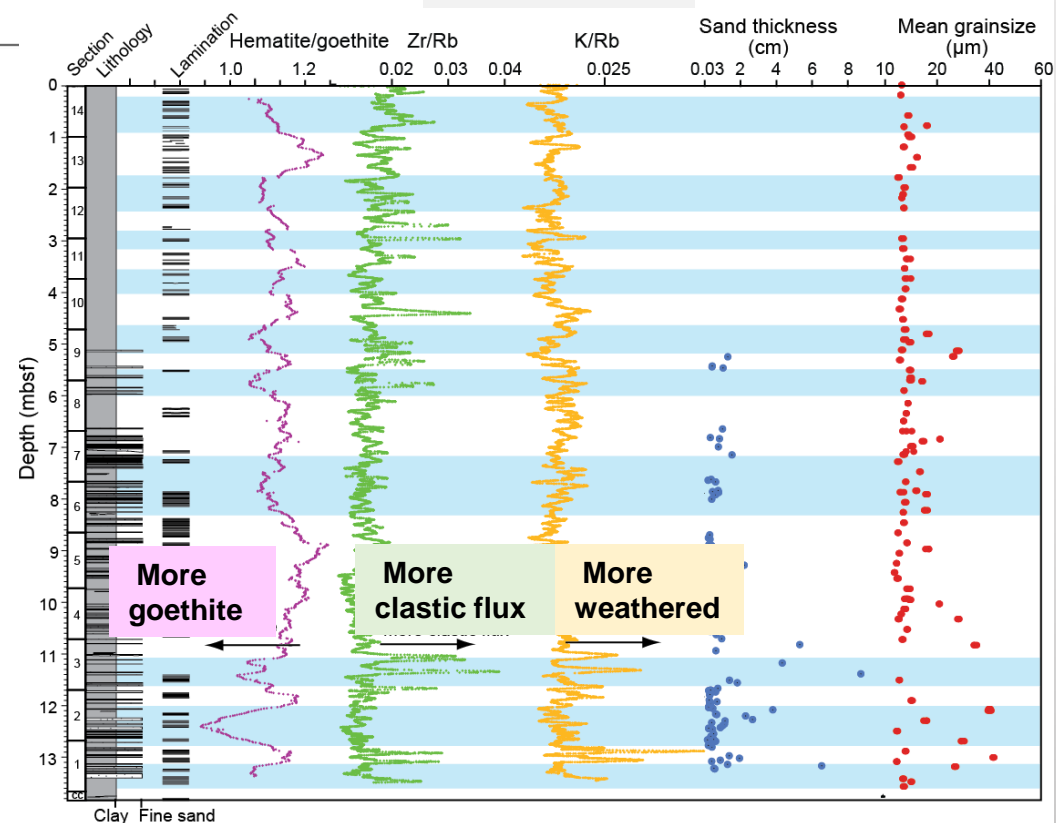 Section
Lithology
Lamination
Hematite/goethite
Zr/Rb
K/Rb
Sand thickness
(cm)
Mean grainsize
(μm)
1.0 1.2
0.02 0.03 0.04
0.025
0.03 2 4 6 8
10 20 40 60
Depth (mbsf)
0
1
2
3
4
5
6
7
8
9
10
11
12
13
14
13
12
11
10
9
8
7
6
5
4
3
2
1
cc
More
goethite
More
clastic flux
More
weathered
Clay Fine sand